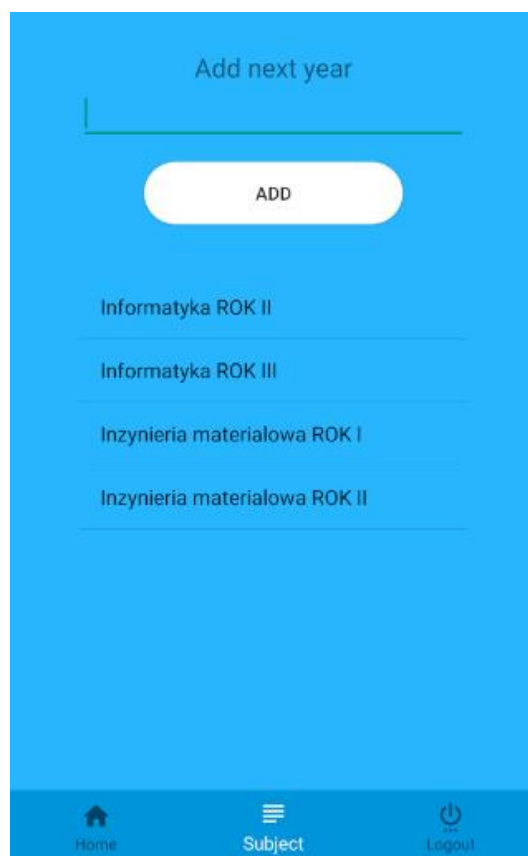 Add next year
ADD
Informatyka ROK II
Informatyka ROK III
Inzynieria materialowa ROK I
Inzynieria materialowa ROK II
Home Subject Logout